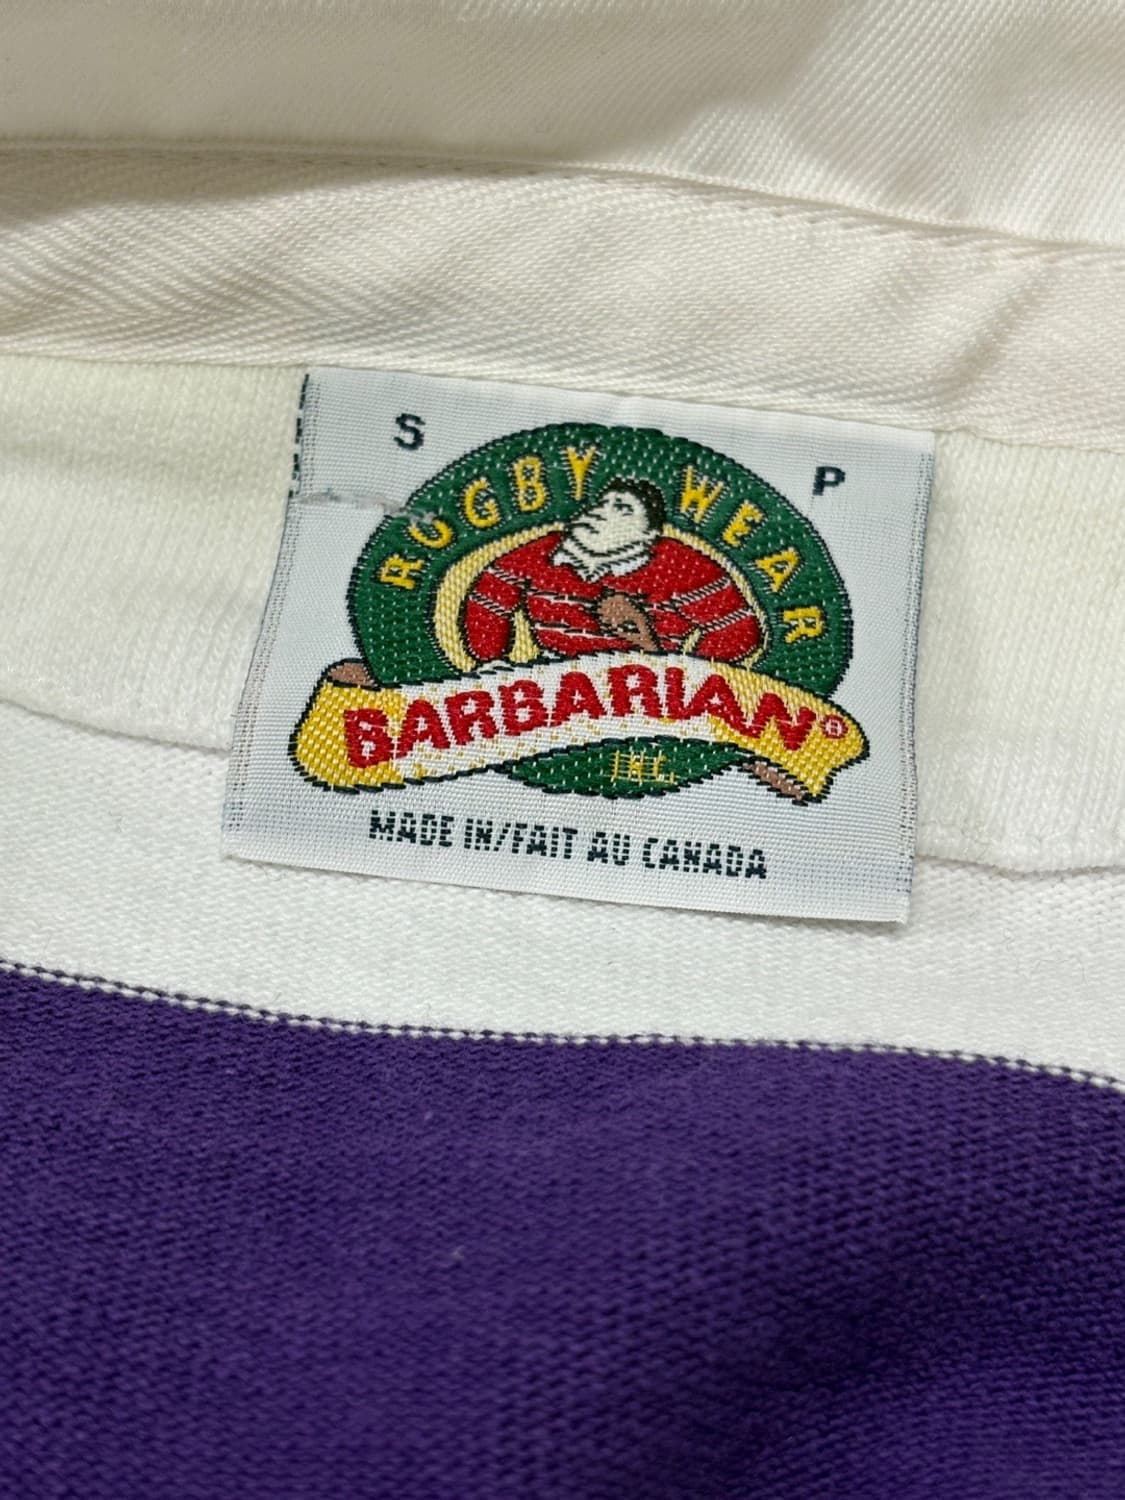 S
P
RUGBY WEAR
BARBARIAN®
INC.
MADE IN/FAIT AU CANADA